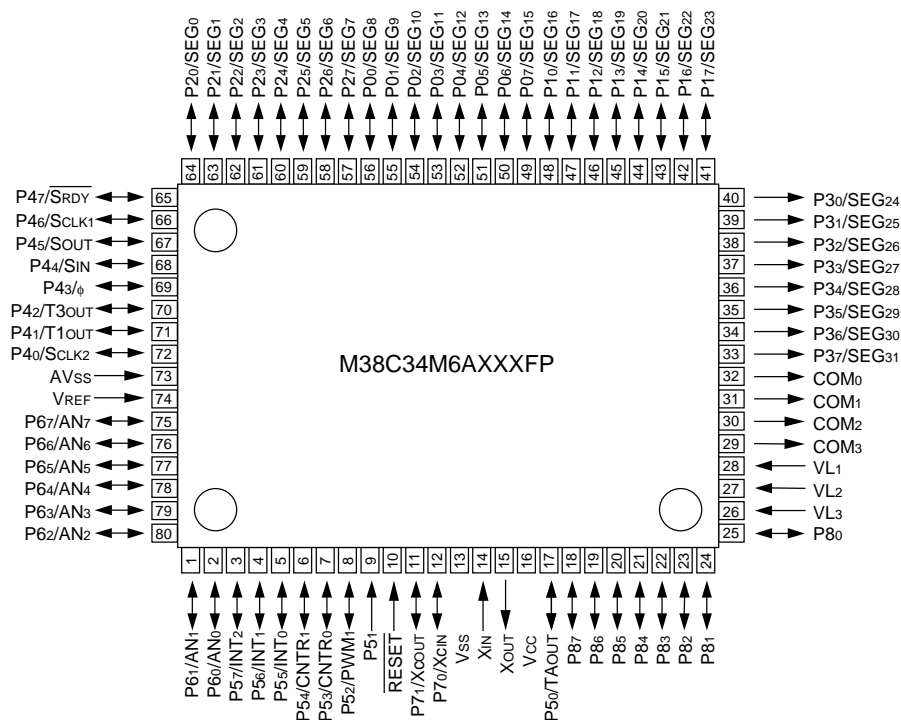 P20/SEG0
P21/SEG1
P22/SEG2
P23/SEG3
P24/SEG4
P25/SEG5
P26/SEG6
P27/SEG7
P00/SEG8
P01/SEG9
P02/SEG10
P03/SEG11
P04/SEG12
P05/SEG13
P06/SEG14
P07/SEG15
P10/SEG16
P11/SEG17
P12/SEG18
P13/SEG19
P14/SEG20
P15/SEG21
P16/SEG22
P17/SEG23
64
63
62
61
60
59
58
57
56
55
54
53
52
51
50
49
48
47
46
45
44
43
42
41
P47/SRDY 65
P46/SCLK1 66
P45/SOUT 67
P44/SIN 68
P43/ϕ 69
P42/T3OUT 70
P41/T1OUT 71
P40/SCLK2 72
AVSS 73
VREF 74
P67/AN7 75
P66/AN6 76
P65/AN5 77
P64/AN4 78
P63/AN3 79
P62/AN2 80
M38C34M6AXXXFP
40 P30/SEG24
39 P31/SEG25
38 P32/SEG26
37 P33/SEG27
36 P34/SEG28
35 P35/SEG29
34 P36/SEG30
33 P37/SEG31
32 COM0
31 COM1
30 COM2
29 COM3
28 VL1
27 VL2
26 VL3
25 P80
1
2
3
4
5
6
7
8
9
10
11
12
13
14
15
16
17
18
19
20
21
22
23
24
P61/AN1
P60/AN0
P57/INT2
P56/INT1
P55/INT0
P54/CNTR1
P53/CNTR0
P52/PWM1
P51
RESET
P71/XCOUT
P70/XCIN
VSS
XIN
XOUT
VCC
P50/TAOUT
P87
P86
P85
P84
P83
P82
P81